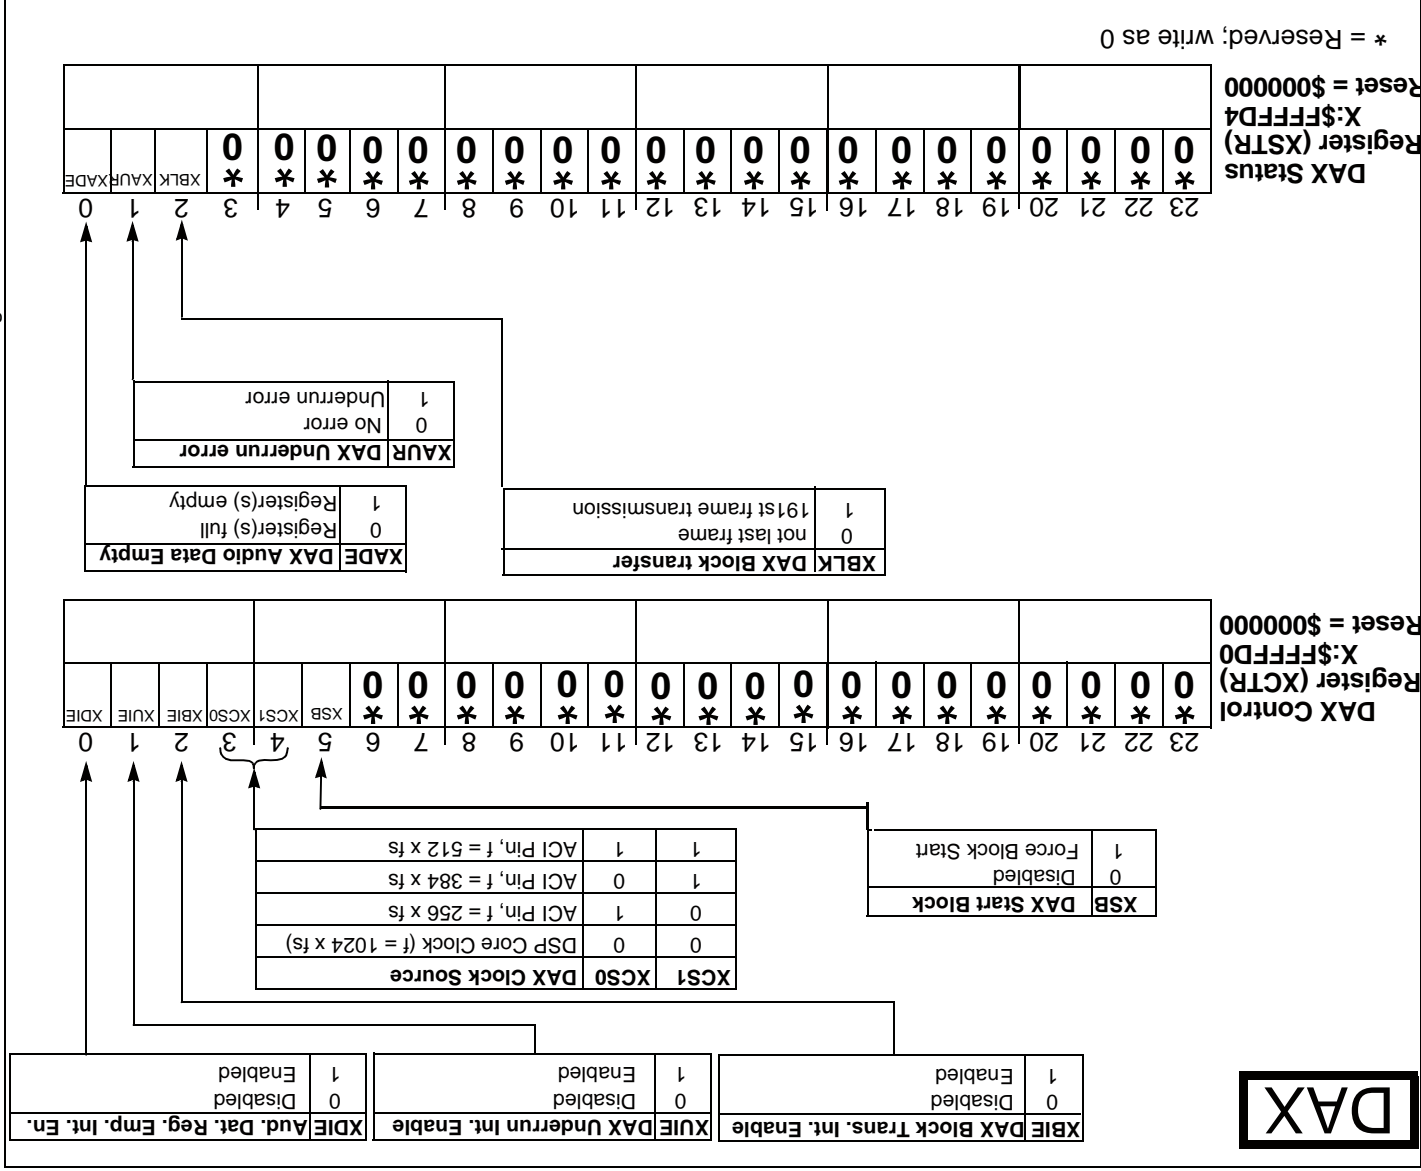 DAX
XBIE DAX Block Trans. Int. Enable
0 Disabled
1 Enabled
XUIE DAX Underrun Int. Enable
0 Disabled
1 Enabled
XDIE Aud. Dat. Reg. Emp. Int. En.
0 Disabled
1 Enabled
XCS1 XCS0 DAX Clock Source
0 0 DSP Core Clock (f = 1024 x fs)
0 1 ACI Pin, f = 256 x fs
1 0 ACI Pin, f = 384 x fs
1 1 ACI Pin, f = 512 x fs
XSB DAX Start Block
0 Disabled
1 Force Block Start
23 22 21 20 19 18 17 16 15 14 13 12 11 10 9 8 7 6 5 4 3 2 1 0
DAX Control
Register (XCTR)
X:$FFFFD0
Reset = $000000
* * * * * * * * * * * * * * * * * * XSB XCS1 XCS0 XBIE XUIE XDIE
0 0 0 0 0 0 0 0 0 0 0 0 0 0 0 0 0 0
XBLK DAX Block transfer
0 not last frame
1 191st frame transmission
XADE DAX Audio Data Empty
0 Register(s) full
1 Register(s) empty
XAUR DAX Underrun error
0 No error
1 Underrun error
23 22 21 20 19 18 17 16 15 14 13 12 11 10 9 8 7 6 5 4 3 2 1 0
DAX Status
Register (XSTR)
X:$FFFFD4
Reset = $000000
* * * * * * * * * * * * * * * * * * * * * XBLK XAUR XADE
0 0 0 0 0 0 0 0 0 0 0 0 0 0 0 0 0 0 0 0 0
* = Reserved; write as 0